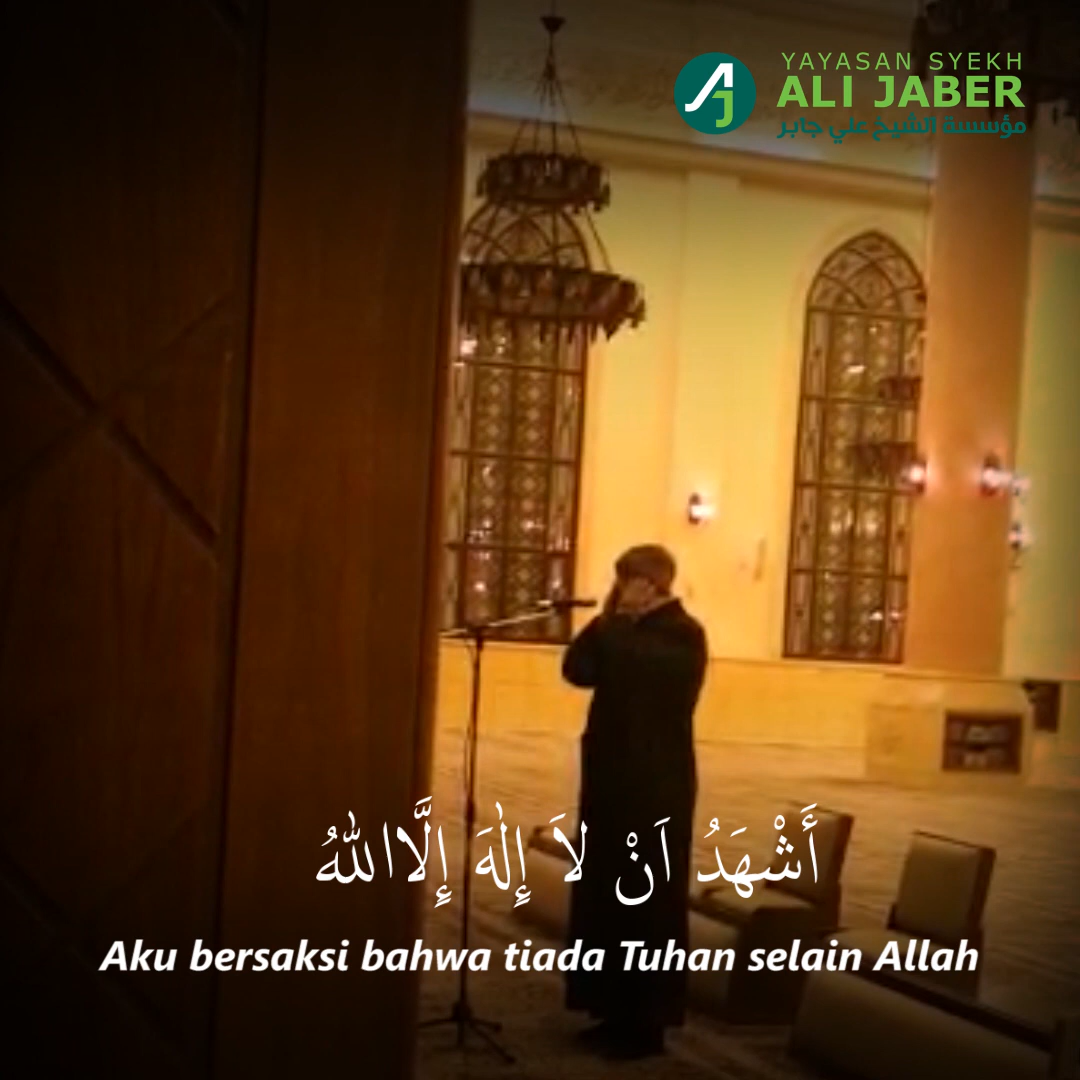 YAYASAN SYEKH
ALI JABER
مؤسسة الشيخ علي جابر
أَشْهَدُ اَنْ لاَ إِلٰهَ إِلَّااللهُ
Aku bersaksi bahwa tiada Tuhan selain Allah